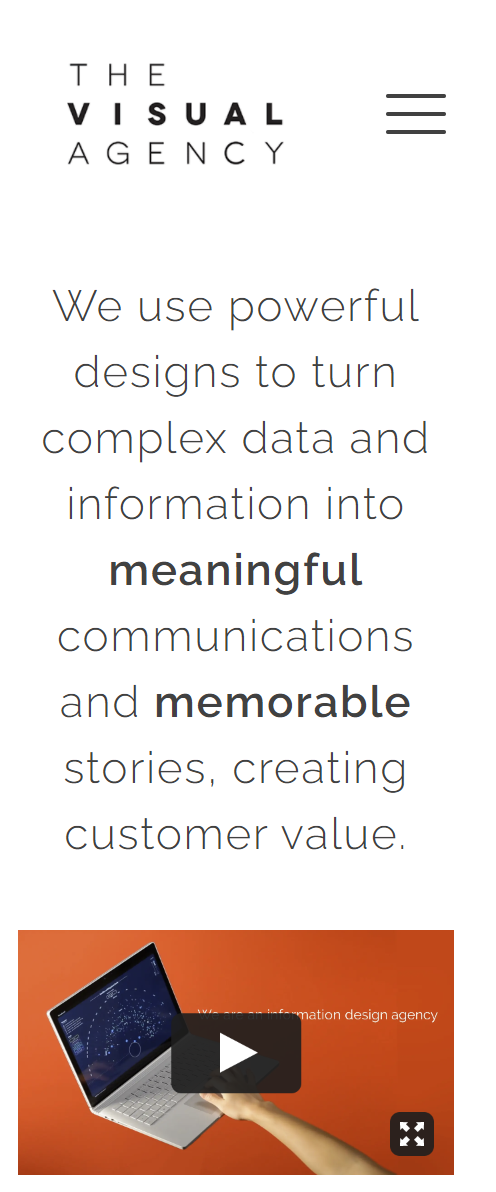 THE
VISUAL
AGENCY
We use powerful
designs to turn
complex data and
information into
meaningful
communications
and memorable
stories, creating
customer value.
We are an information design agency